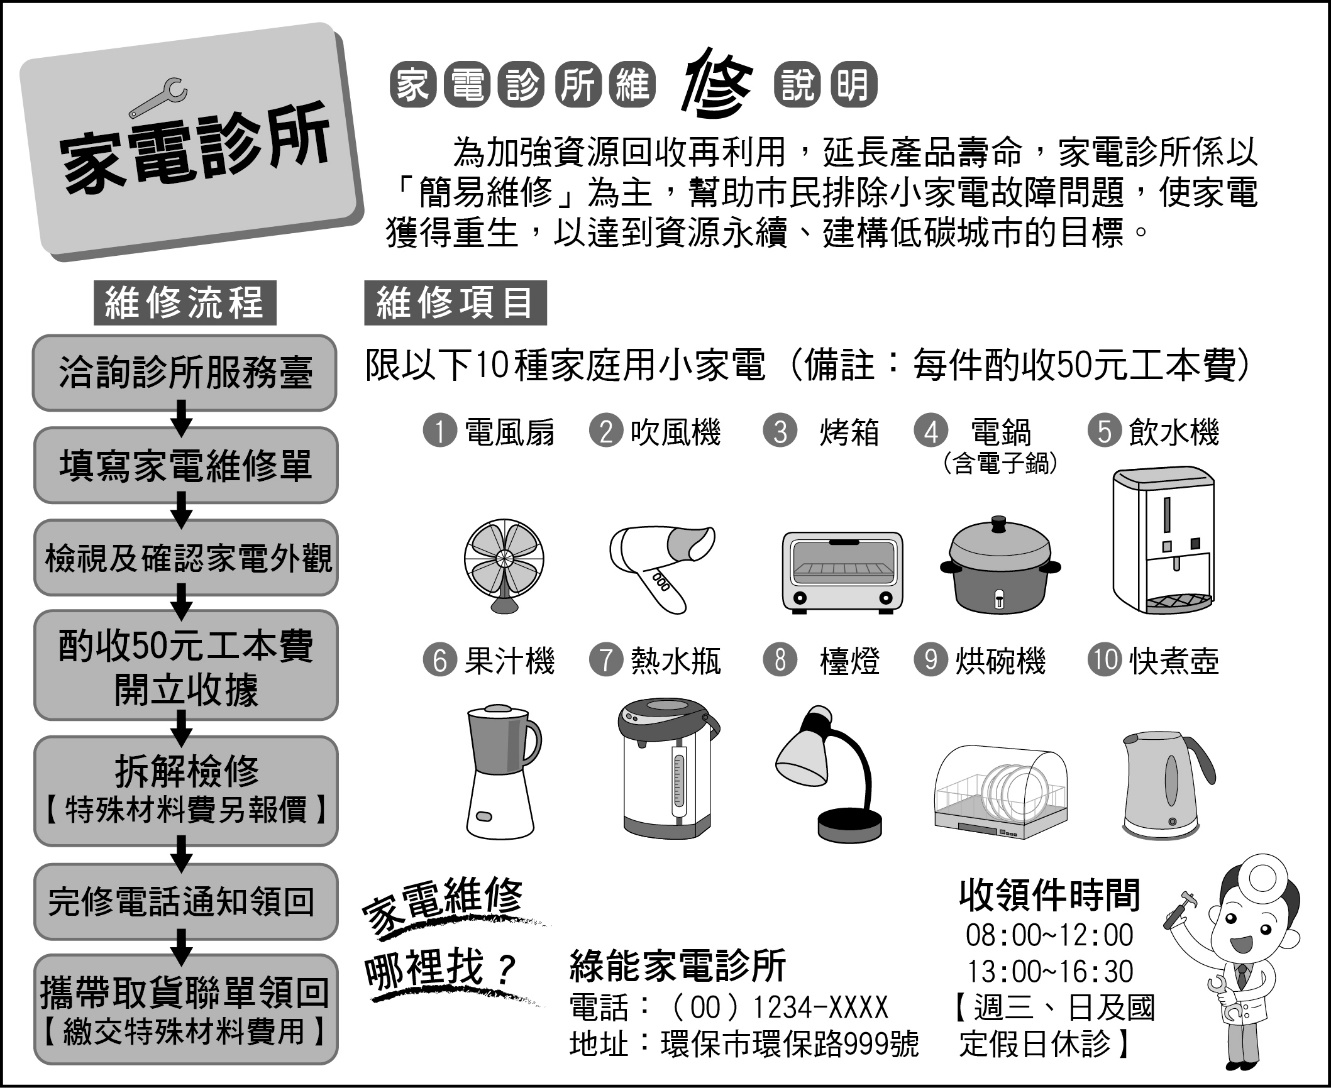 家電診所
家電診所維修說明
為加強資源回收再利用，延長產品壽命，家電診所係以
「簡易維修」為主，幫助市民排除小家電故障問題，使家電
獲得重生，以達到資源永續、建構低碳城市的目標。
維修流程
洽詢診所服務臺
填寫家電維修單
檢視及確認家電外觀
酌收50元工本費
開立收據
拆解檢修
【特殊材料費另報價】
完修電話通知領回
攜帶取貨聯單領回
【繳交特殊材料費用】
維修項目
限以下10種家庭用小家電（備註：每件酌收50元工本費）
1 電風扇 2 吹風機 3 烤箱 4 電鍋 5 飲水機
（含電子鍋）
6 果汁機 7 熱水瓶 8 檯燈 9 烘碗機 10 快煮壺
家電維修
哪裡找？
綠能家電診所
電話：（00）1234-XXXX
地址：環保市環保路999號
收領件時間
08:00~12:00
13:00~16:30
【週三、日及國
定假日休診】